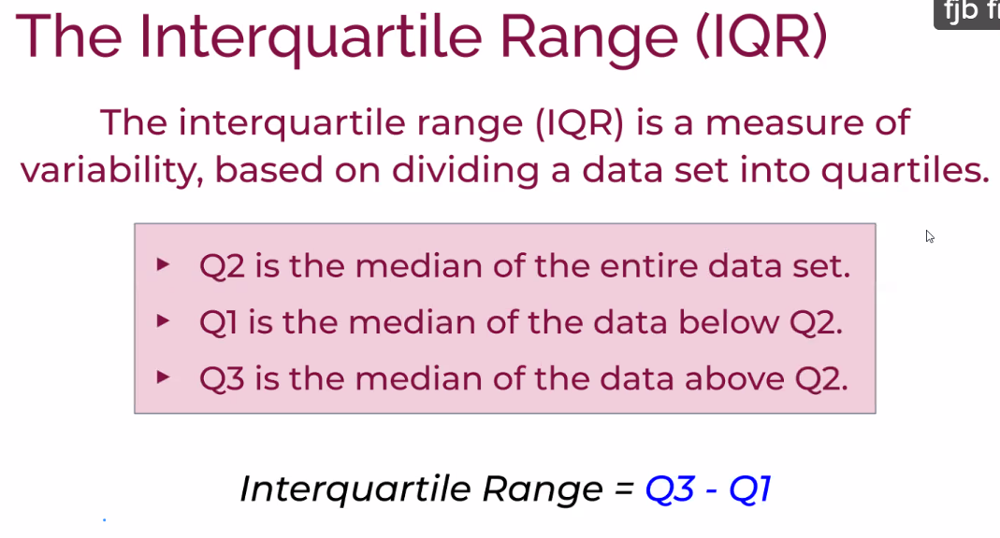 The Interquartile Range (IQR)
fjb
The interquartile range (IQR) is a measure of
variability, based on dividing a data set into quartiles.
‣ Q2 is the median of the entire data set.
‣ Q1 is the median of the data below Q2.
‣ Q3 is the median of the data above Q2.
Interquartile Range = Q3 - Q1